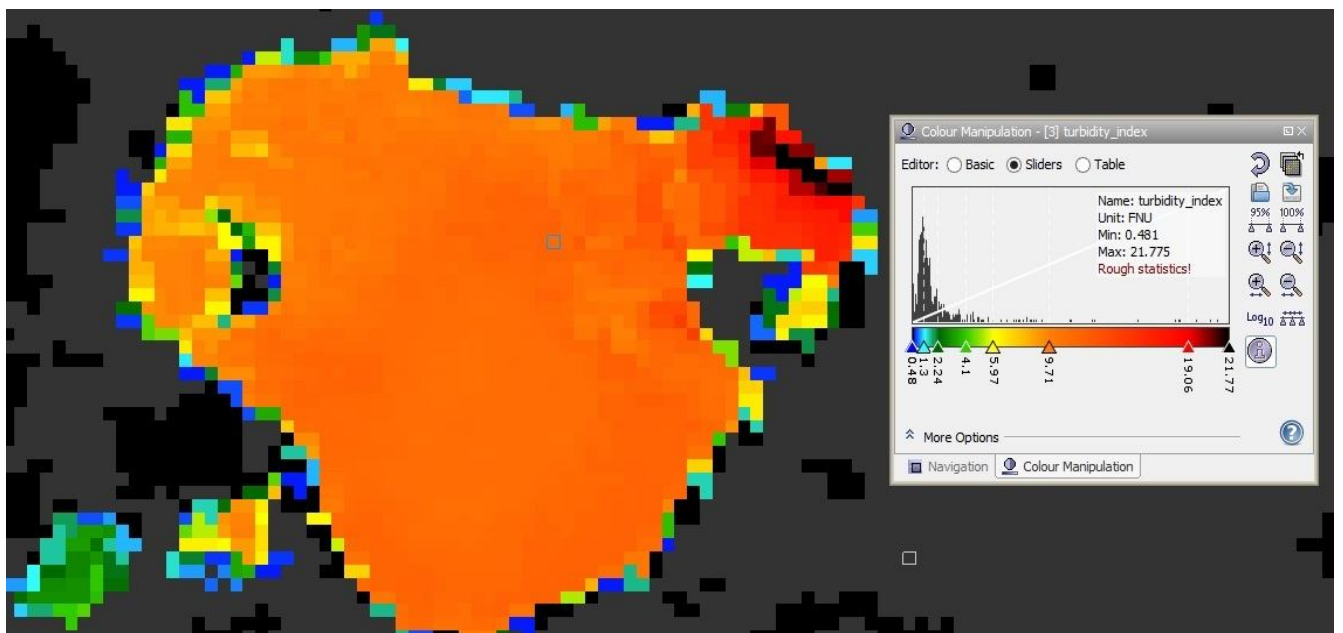 Colour Manipulation - [3] turbidity_index
Editor: Basic Sliders Table
Name: turbidity_index
Unit: FNU
Min: 0.481
Max: 21.775
Rough statistics!
95% 100%
Log10
0.48 1.3 2.24 4.1 5.97 9.71 19.06 21.77
More Options
Navigation Colour Manipulation